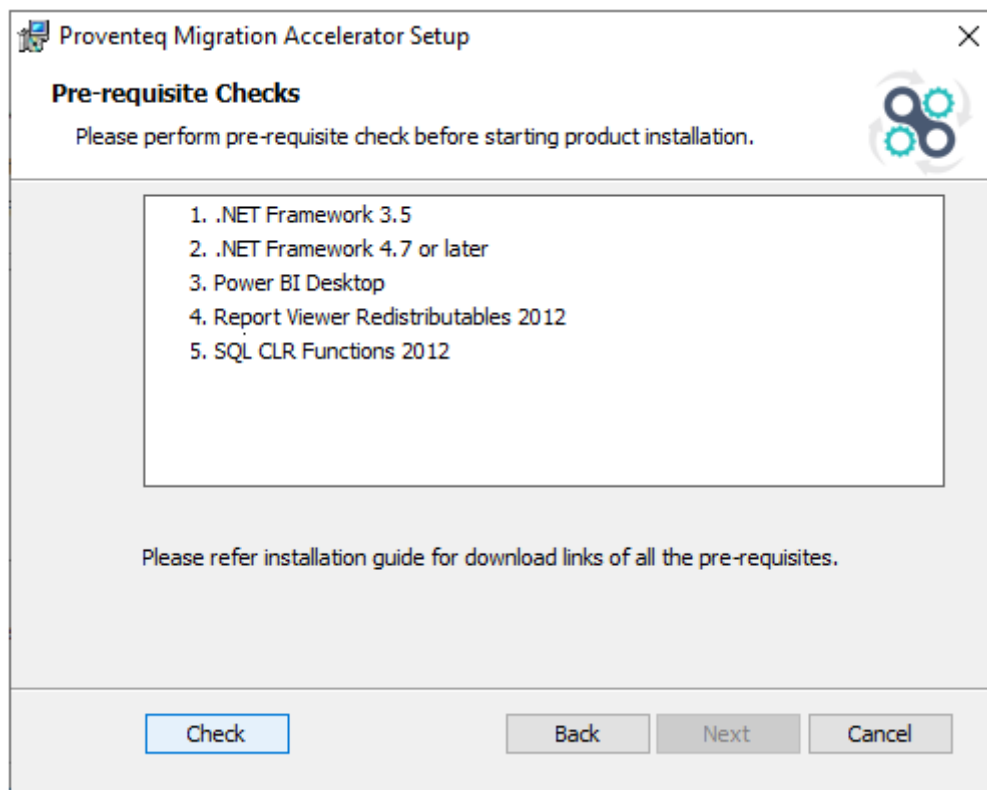 Proventeq Migration Accelerator Setup
Pre-requisite Checks
Please perform pre-requisite check before starting product installation.
1. .NET Framework 3.5
2. .NET Framework 4.7 or later
3. Power BI Desktop
4. Report Viewer Redistributables 2012
5. SQL CLR Functions 2012
Please refer installation guide for download links of all the pre-requisites.
Check Back Next Cancel